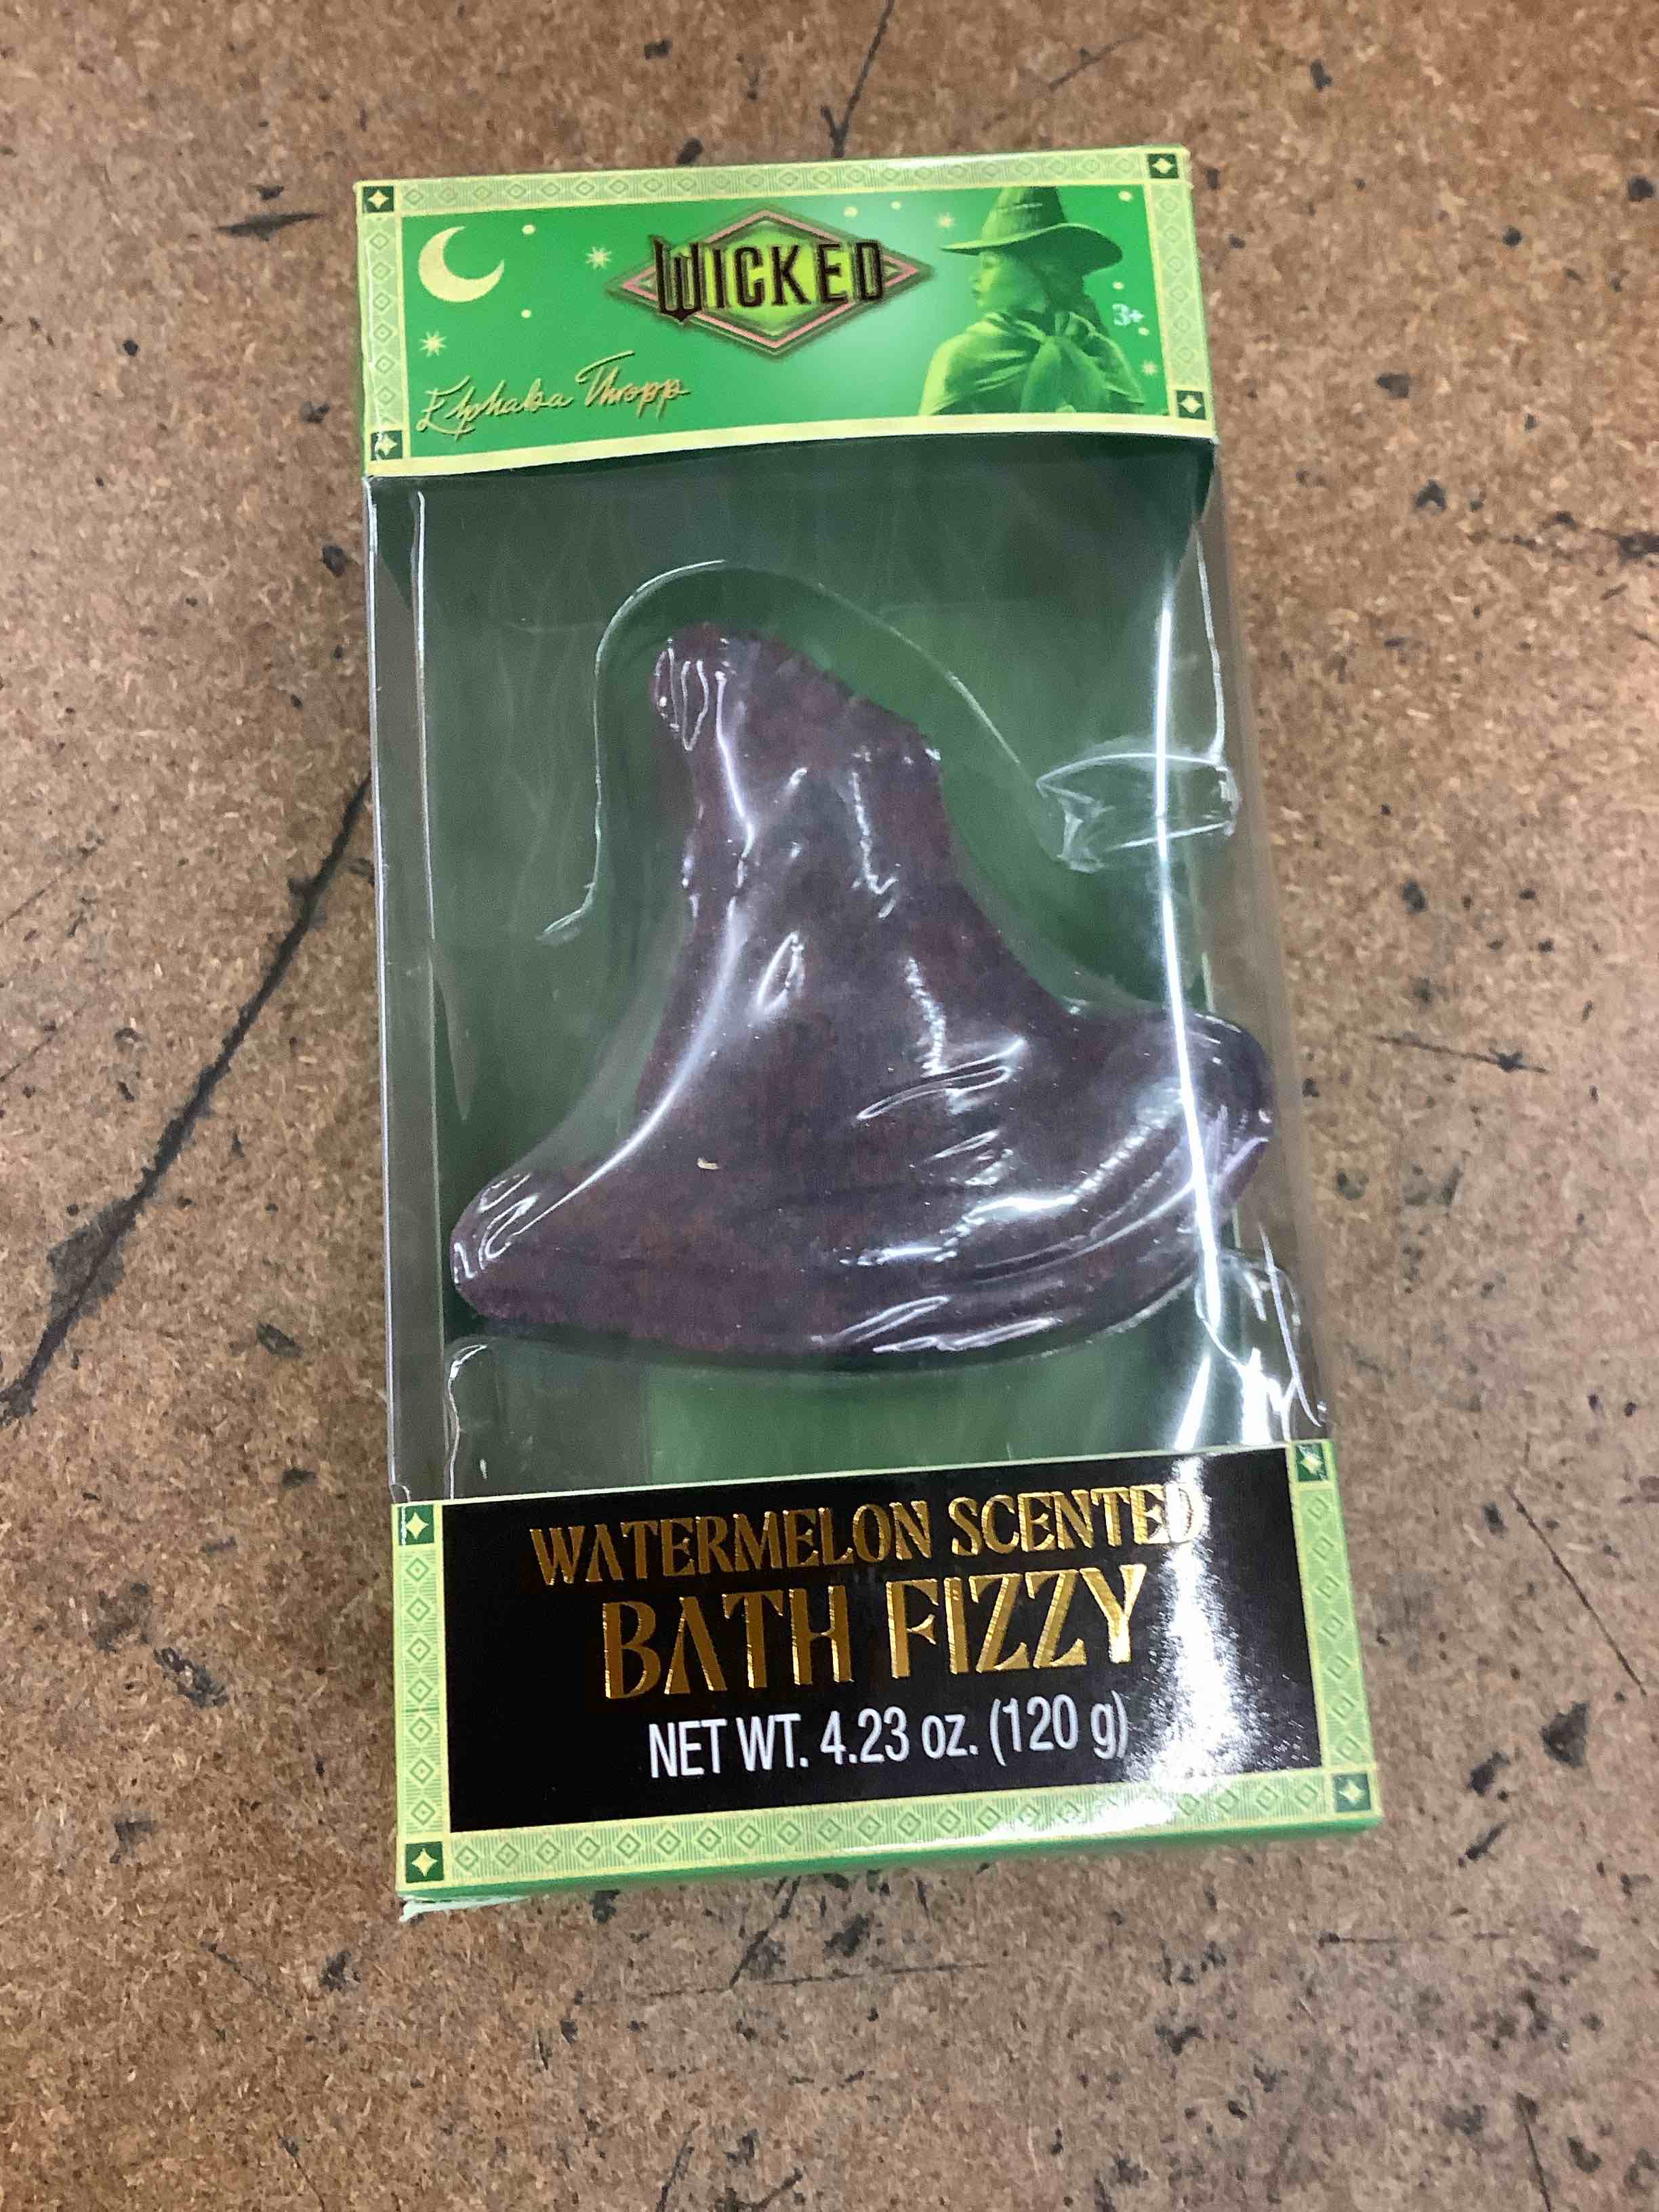 WICKED
3+
Elphaba Thropp
WATERMELON SCENTED
BATH FIZZY
NET WT. 4.23 oz. (120 g)